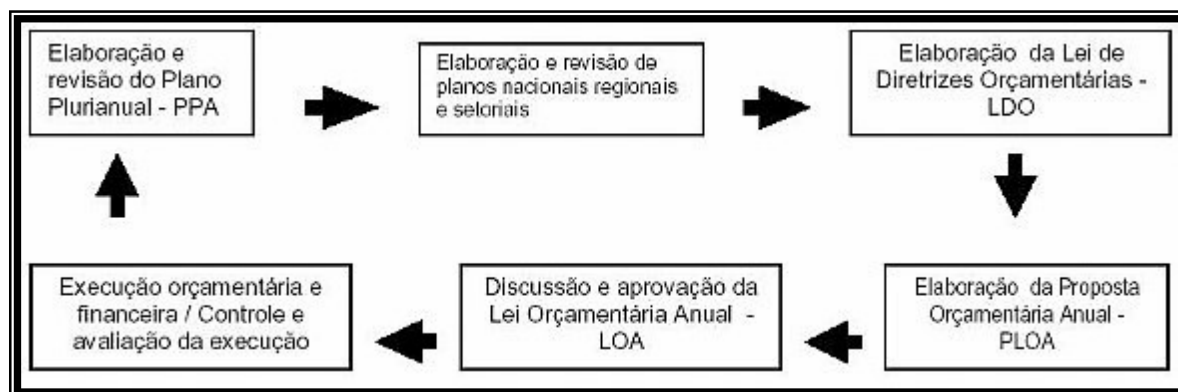 Elaboração e
revisão do Plano
Plurianual - PPA
Elaboração e revisão de
planos nacionais regionais
e setoriais
Elaboração da Lei de
Diretrizes Orçamentárias -
LDO
Elaboração da Proposta
Orçamentária Anual -
PLOA
Discussão e aprovação da
Lei Orçamentária Anual -
LOA
Execução orçamentária e
financeira / Controle e
avaliação da execução